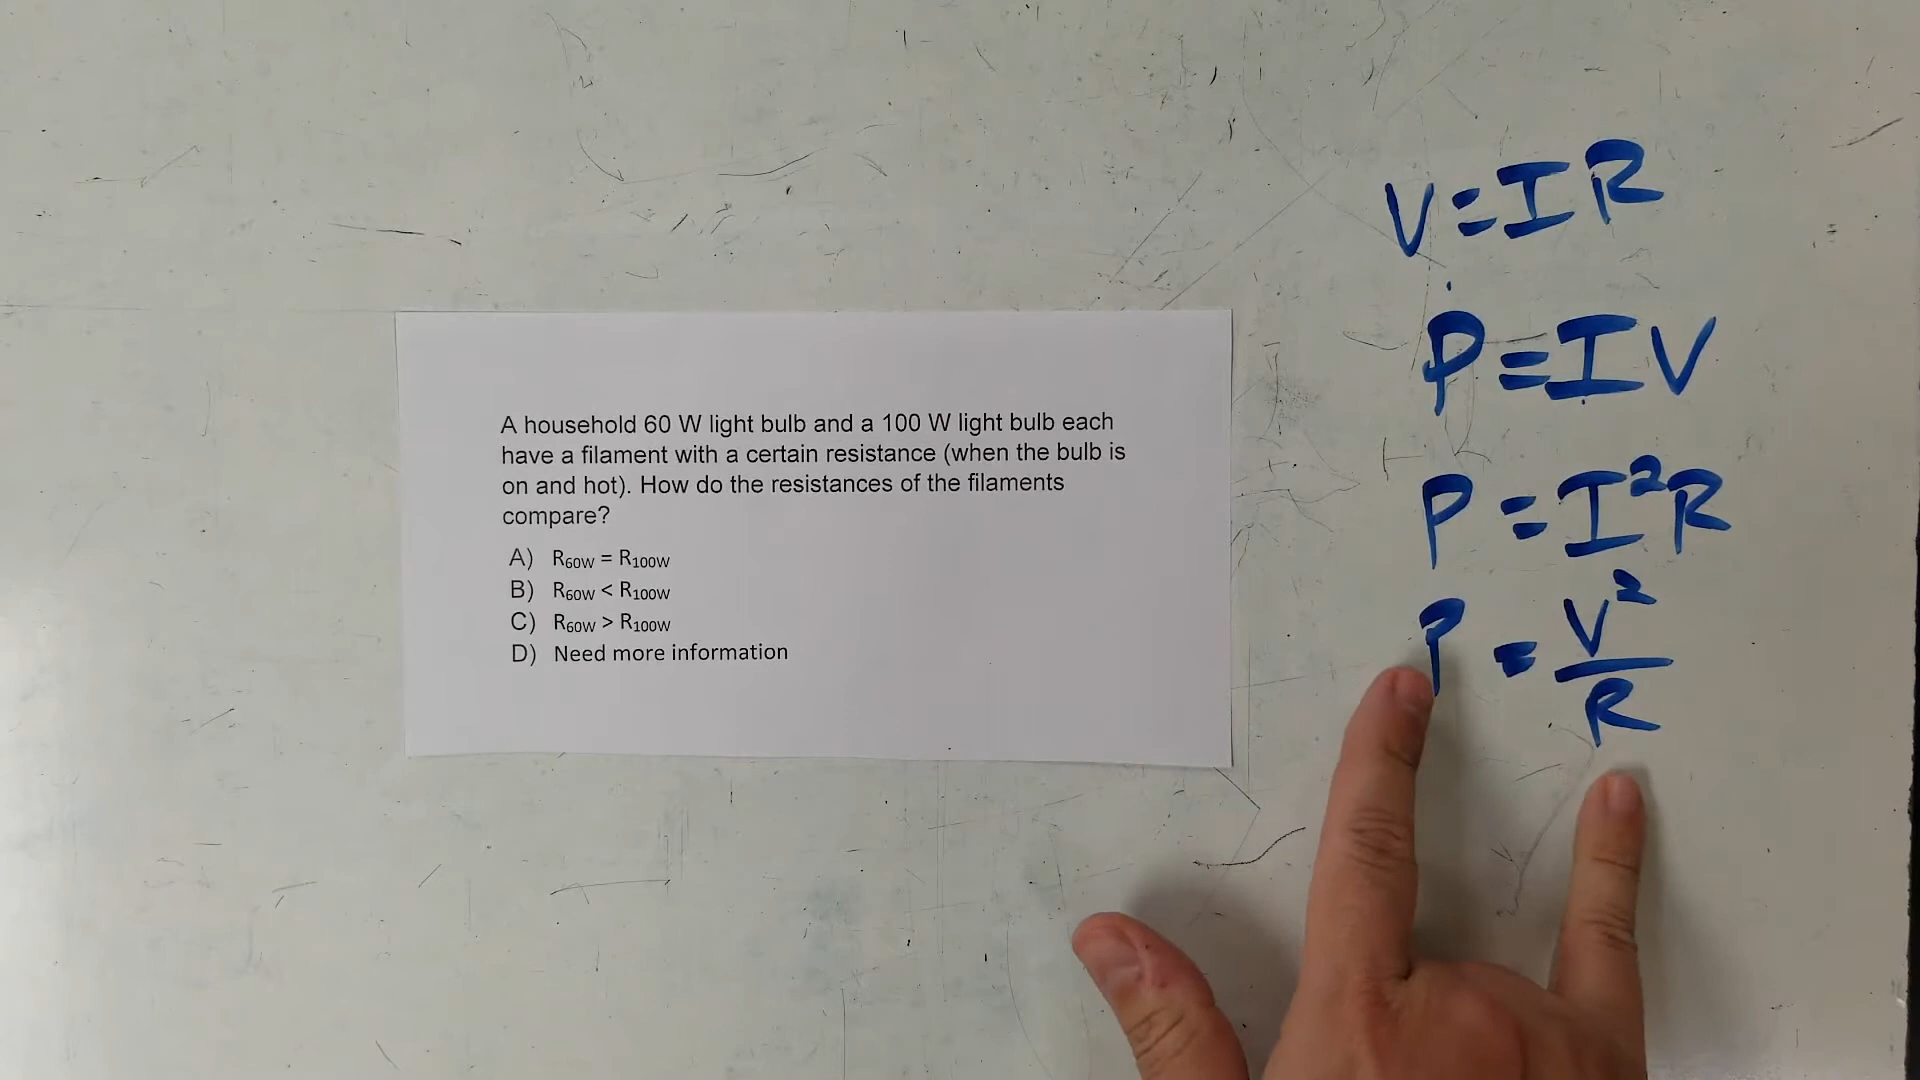 A household 60 W light bulb and a 100 W light bulb each
have a filament with a certain resistance (when the bulb is
on and hot). How do the resistances of the filaments
compare?
A) R₆₀W = R₁₀₀W
B) R₆₀W < R₁₀₀W
C) R₆₀W > R₁₀₀W
D) Need more information
V=IR
P=IV
P=I²R
P=V²/R